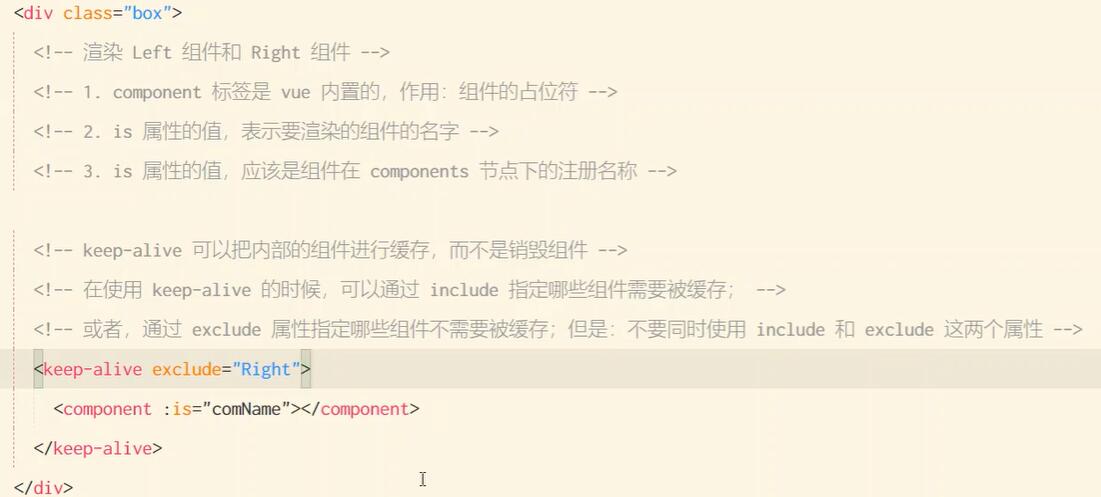 <div class="box">
<!-- 渲染 Left 组件和 Right 组件 -->
<!-- 1. component 标签是 vue 内置的，作用：组件的占位符 -->
<!-- 2. is 属性的值，表示要渲染的组件的名字 -->
<!-- 3. is 属性的值，应该是组件在 components 节点下的注册名称 -->
<!-- keep-alive 可以把内部的组件进行缓存，而不是销毁组件 -->
<!-- 在使用 keep-alive 的时候，可以通过 include 指定哪些组件需要被缓存； -->
<!-- 或者，通过 exclude 属性指定哪些组件不需要被缓存；但是：不要同时使用 include 和 exclude 这两个属性 -->
<keep-alive exclude="Right">
<component :is="comName"></component>
</keep-alive>
</div>